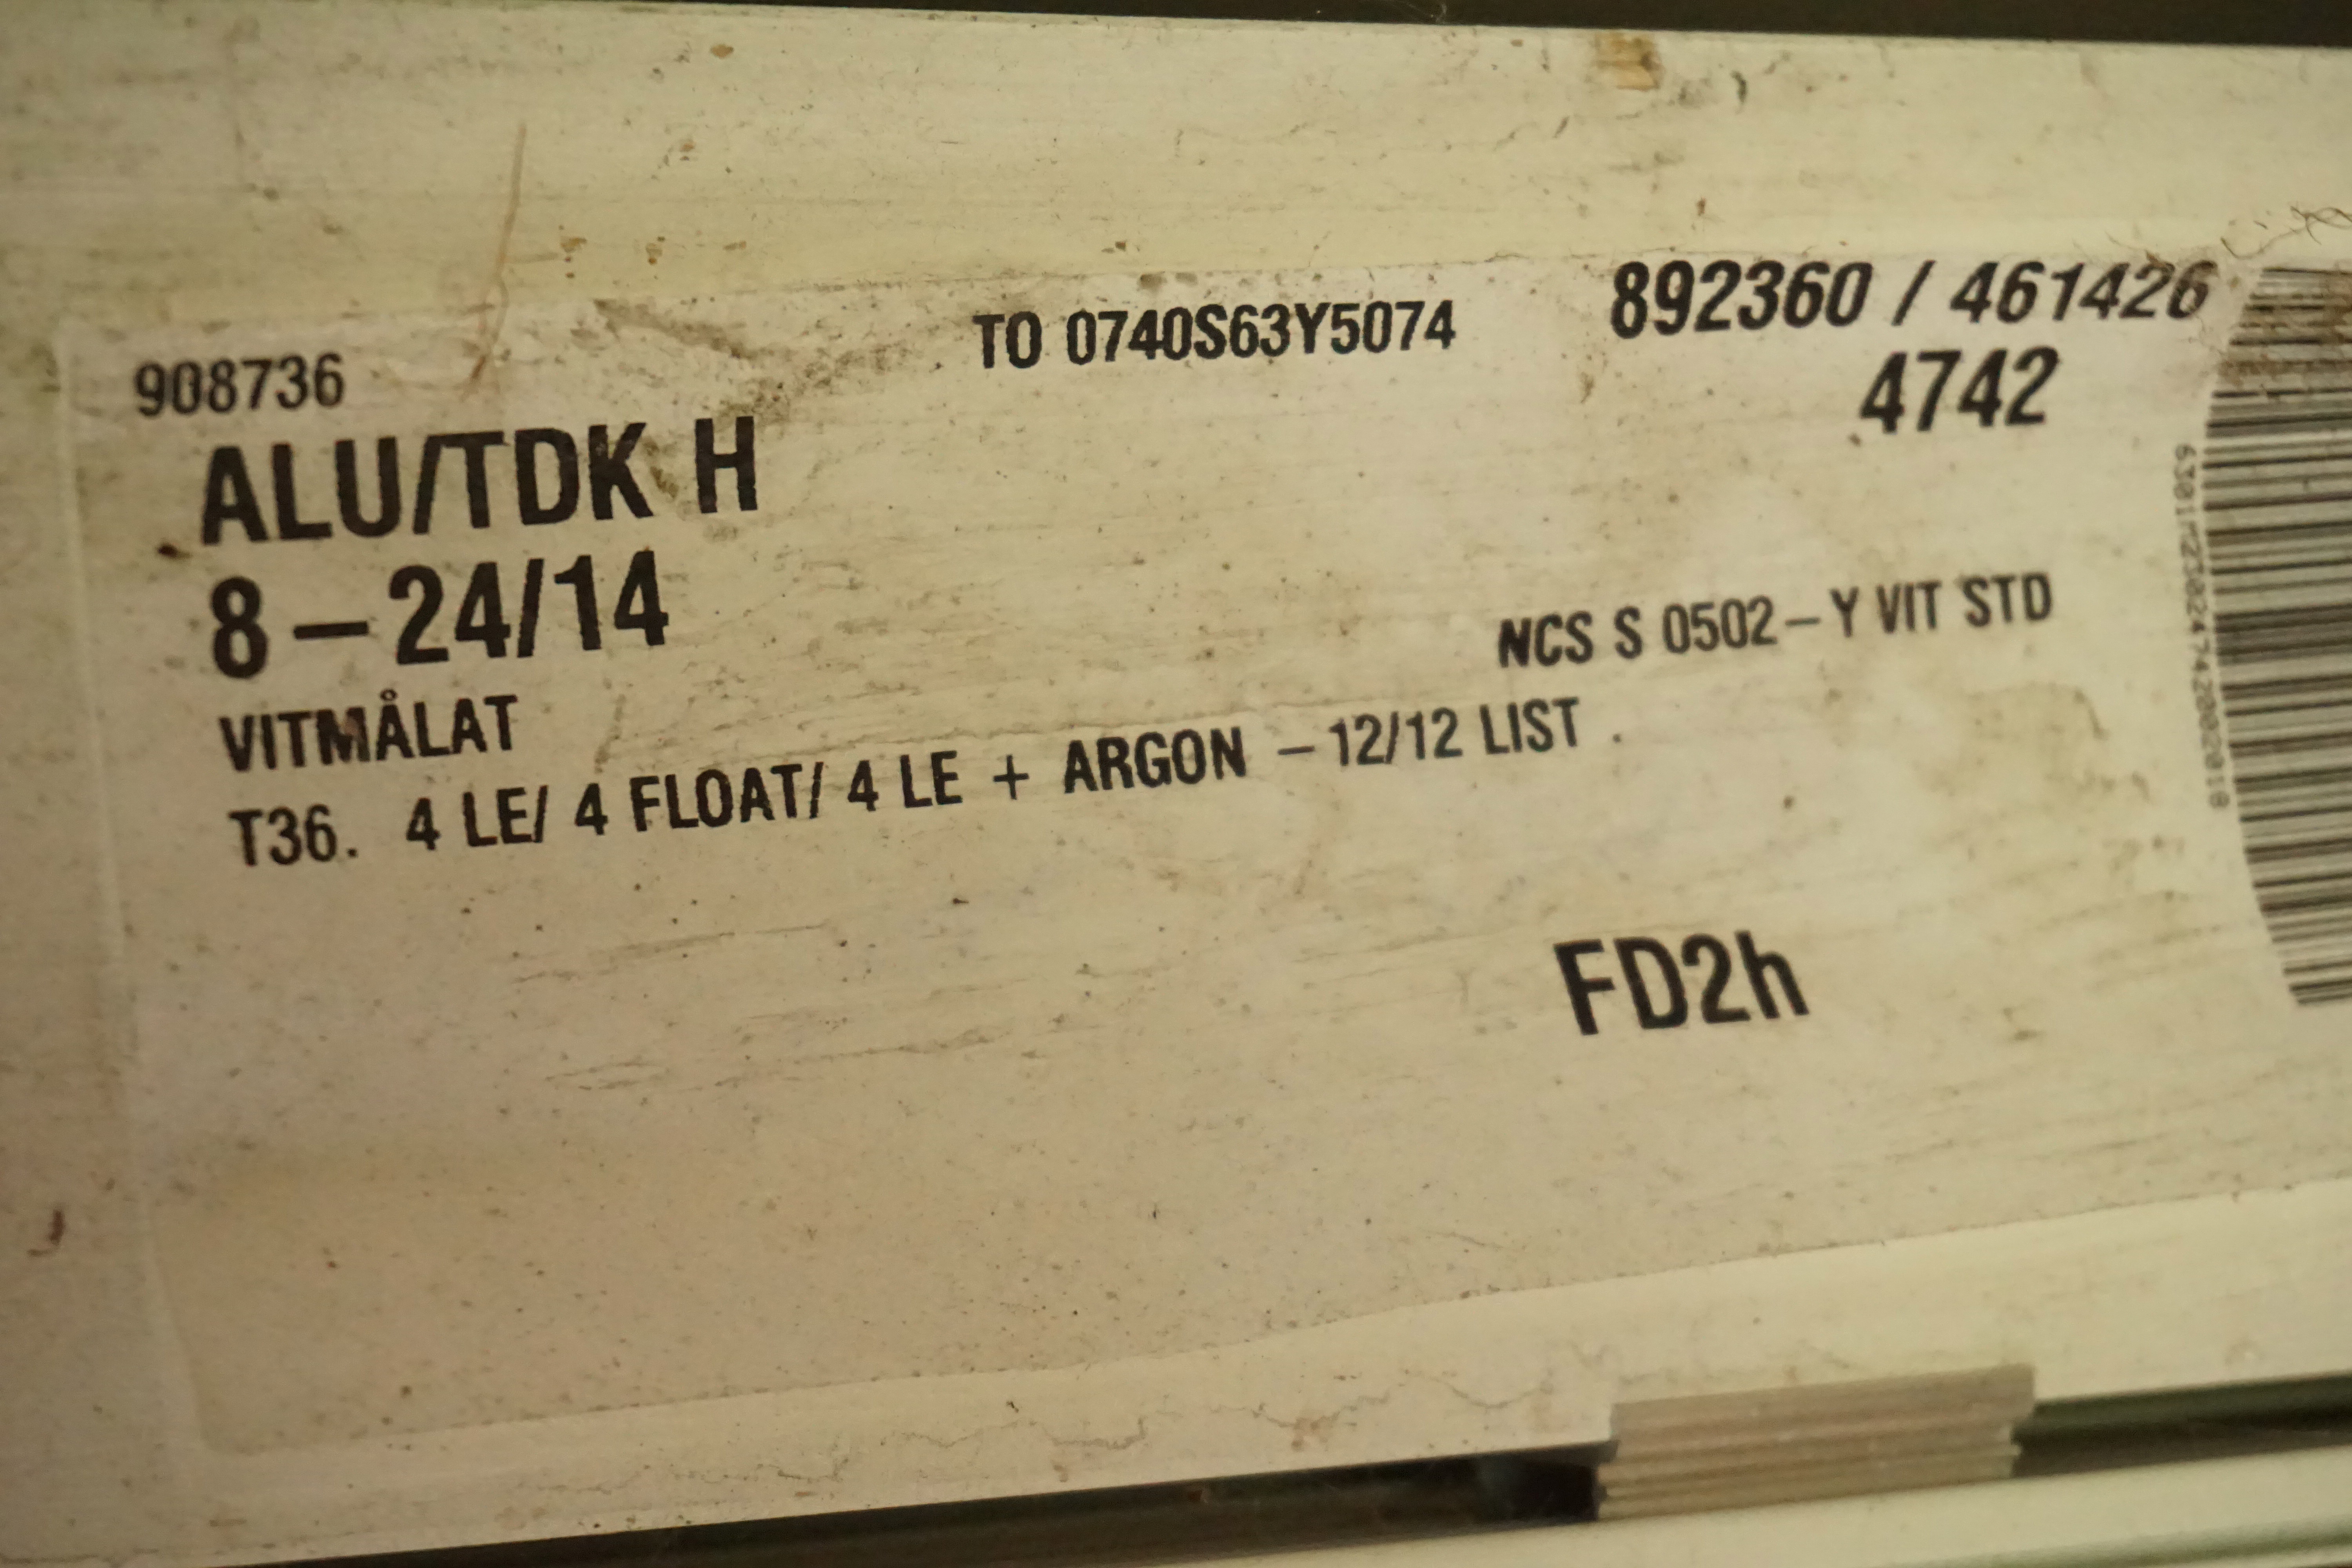 908736
TO 0740S63Y5074
892360 / 461426
4742
ALU/TDK H
8 – 24/14
VITMÅLAT
NCS S 0502–Y VIT STD
T36. 4 LE/ 4 FLOAT/ 4 LE + ARGON –12/12 LIST .
FD2h